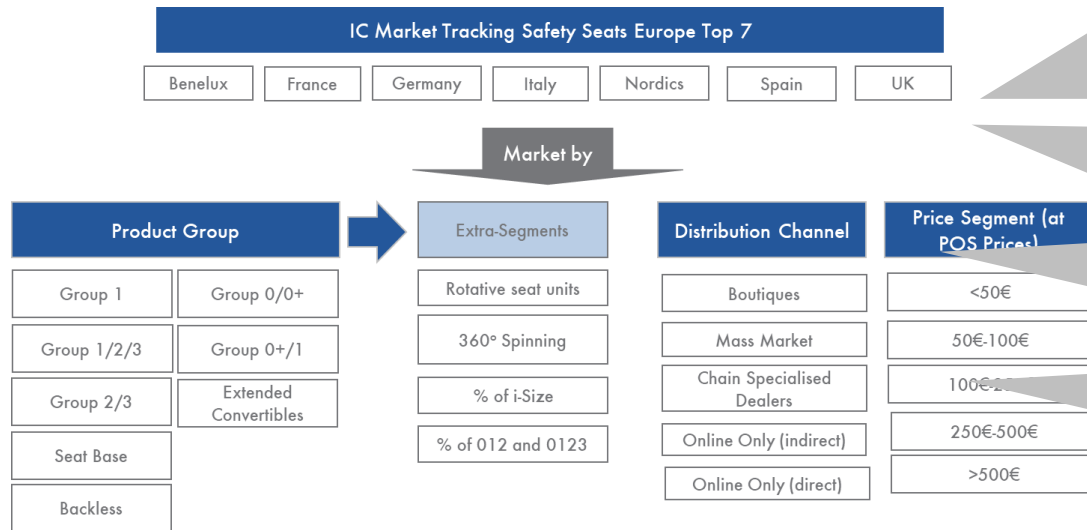 IC Market Tracking Safety Seats Europe Top 7
Benelux
France
Germany
Italy
Nordics
Spain
UK
Market by
Product Group
Extra-Segments
Distribution Channel
Price Segment (at
POS Prices)
Group 1
Group 0/0+
Group 1/2/3
Group 0+/1
Group 2/3
Extended
Convertibles
Seat Base
Backless
Rotative seat units
360° Spinning
% of i-Size
% of 012 and 0123
Boutiques
Mass Market
Chain Specialised
Dealers
Online Only (indirect)
Online Only (direct)
<50€
50€-100€
250€-500€
>500€